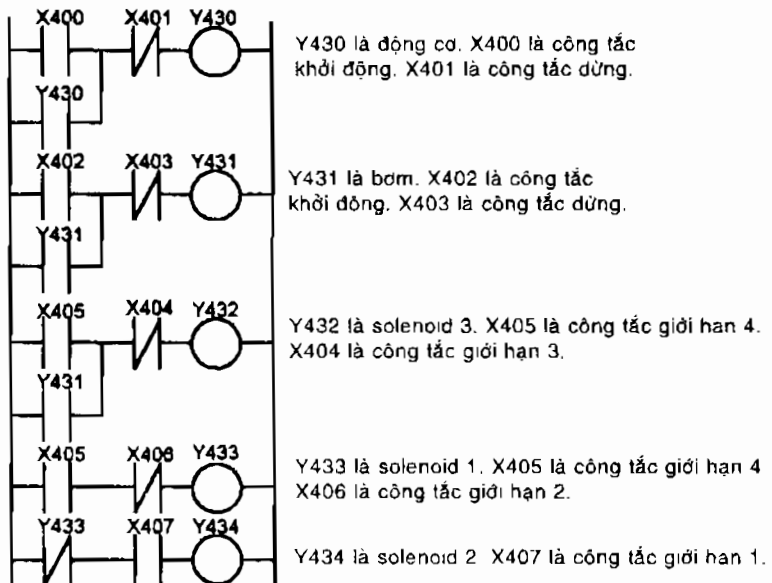 X400 X401 Y430
Y430 là động cơ. X400 là công tắc
khởi động. X401 là công tắc dừng.
Y430
X402 X403 Y431
Y431 là bơm. X402 là công tắc
khởi đông. X403 là công tắc dừng.
Y431
X405 X404 Y432
Y432 là solenoid 3. X405 là công tắc giới han 4.
X404 là công tắc giới hạn 3.
Y431
X405 X406 Y433
Y433 là solenoid 1. X405 là công tắc giới hạn 4
X406 là công tắc giới hạn 2.
Y433 X407 Y434
Y434 là solenoid 2 X407 là công tắc giới han 1.